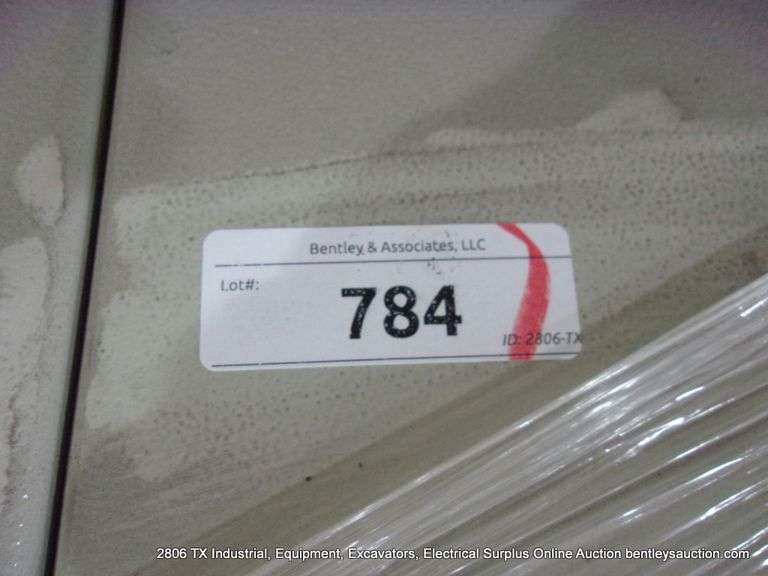 Bentley & Associates, LLC
Lot#:
784
ID: 2806-TX
2806 TX Industrial, Equipment, Excavators, Electrical Surplus Online Auction bentleysauction.com